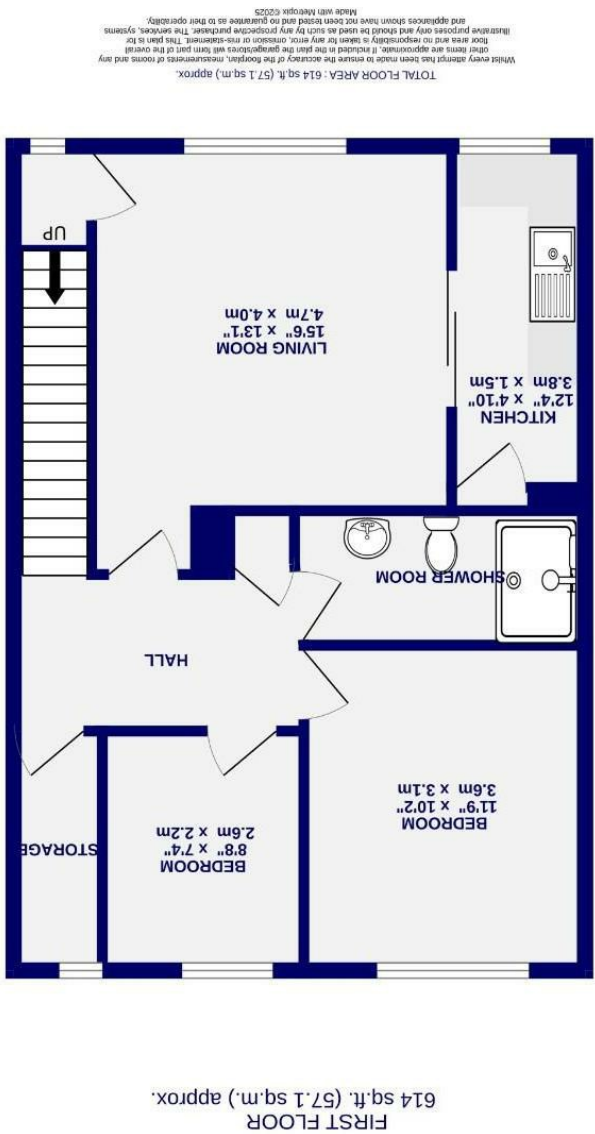 FIRST FLOOR
614 sq.ft. (57.1 sq.m.) approx.
BEDROOM
11'9" x 10'2"
3.6m x 3.1m
BEDROOM
8'8" x 7'4"
2.6m x 2.2m
STORAGE
HALL
SHOWER ROOM
KITCHEN
12'4" x 4'10"
3.8m x 1.5m
LIVING ROOM
15'6" x 13'1"
4.7m x 4.0m
UP
TOTAL FLOOR AREA : 614 sq.ft. (57.1 sq.m.) approx.
Whilst every attempt has been made to ensure the accuracy of the floorplan, measurements of rooms and any
other items are approximate, if included in the plan the garage/stores will form part of the overall
floor area and no responsibility is taken for any error, omission or mis-statement. This plan is for
illustrative purposes only and should be used as such by any prospective purchaser. The services, systems
and appliances shown have not been tested and no guarantee as to their operability.
Made with Metropix ©2025